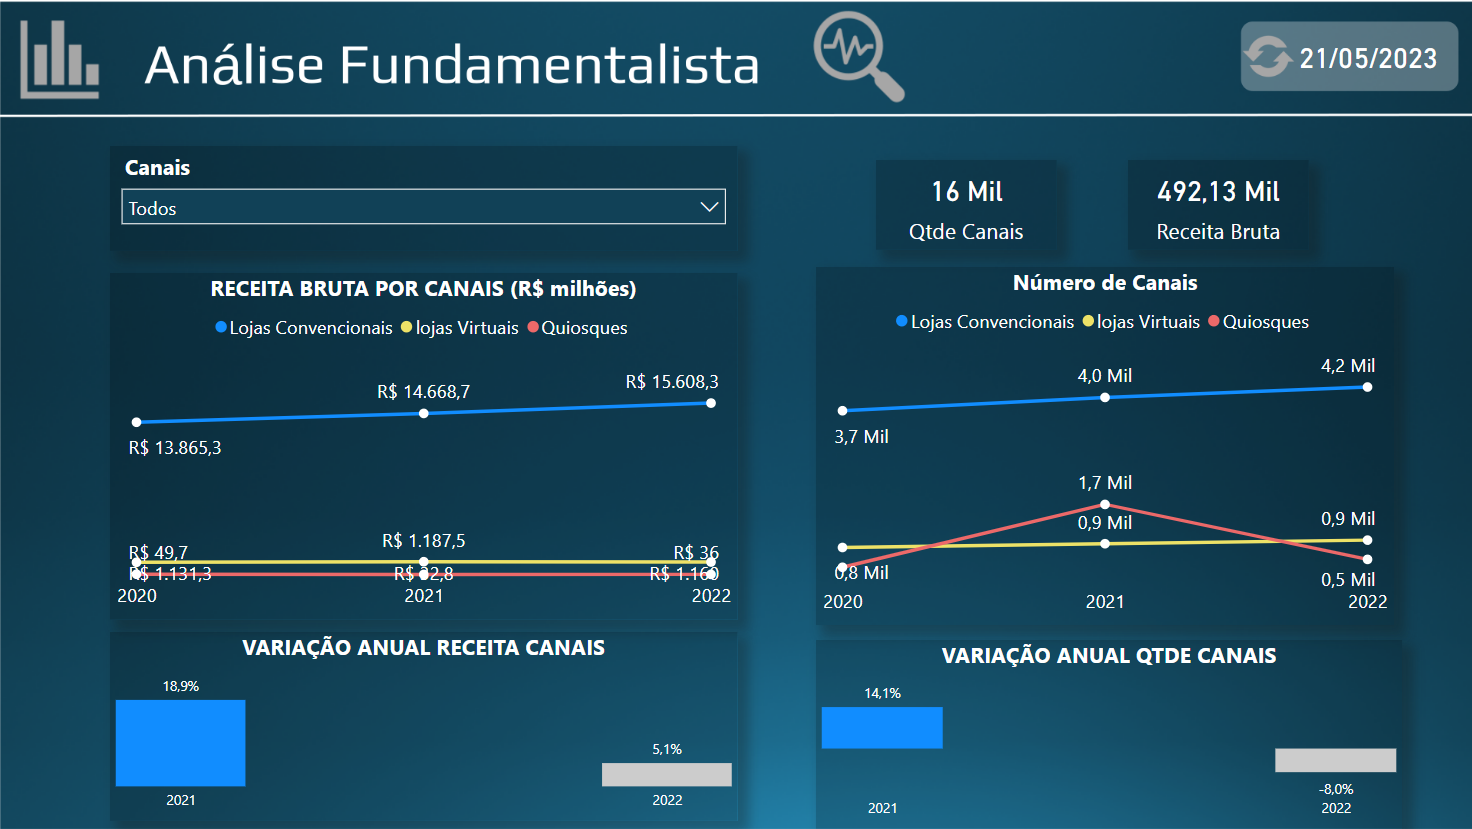 Análise Fundamentalista
21/05/2023
Canais
Todos
16 Mil
Qtde Canais
492,13 Mil
Receita Bruta
RECEITA BRUTA POR CANAIS (R$ milhões)
Lojas Convencionais lojas Virtuais Quiosques
R$ 15.608,3
R$ 14.668,7
R$ 13.865,3
R$ 1.187,5
R$ 49,7
R$ 36
R$ 1.131,3
R$ 1.160
2020 2021 2022
Número de Canais
Lojas Convencionais lojas Virtuais Quiosques
4,2 Mil
4,0 Mil
3,7 Mil
1,7 Mil
0,9 Mil
0,9 Mil
0,8 Mil
0,5 Mil
2020 2021 2022
VARIAÇÃO ANUAL RECEITA CANAIS
18,9%
5,1%
2021 2022
VARIAÇÃO ANUAL QTDE CANAIS
14,1%
-8,0%
2021 2022